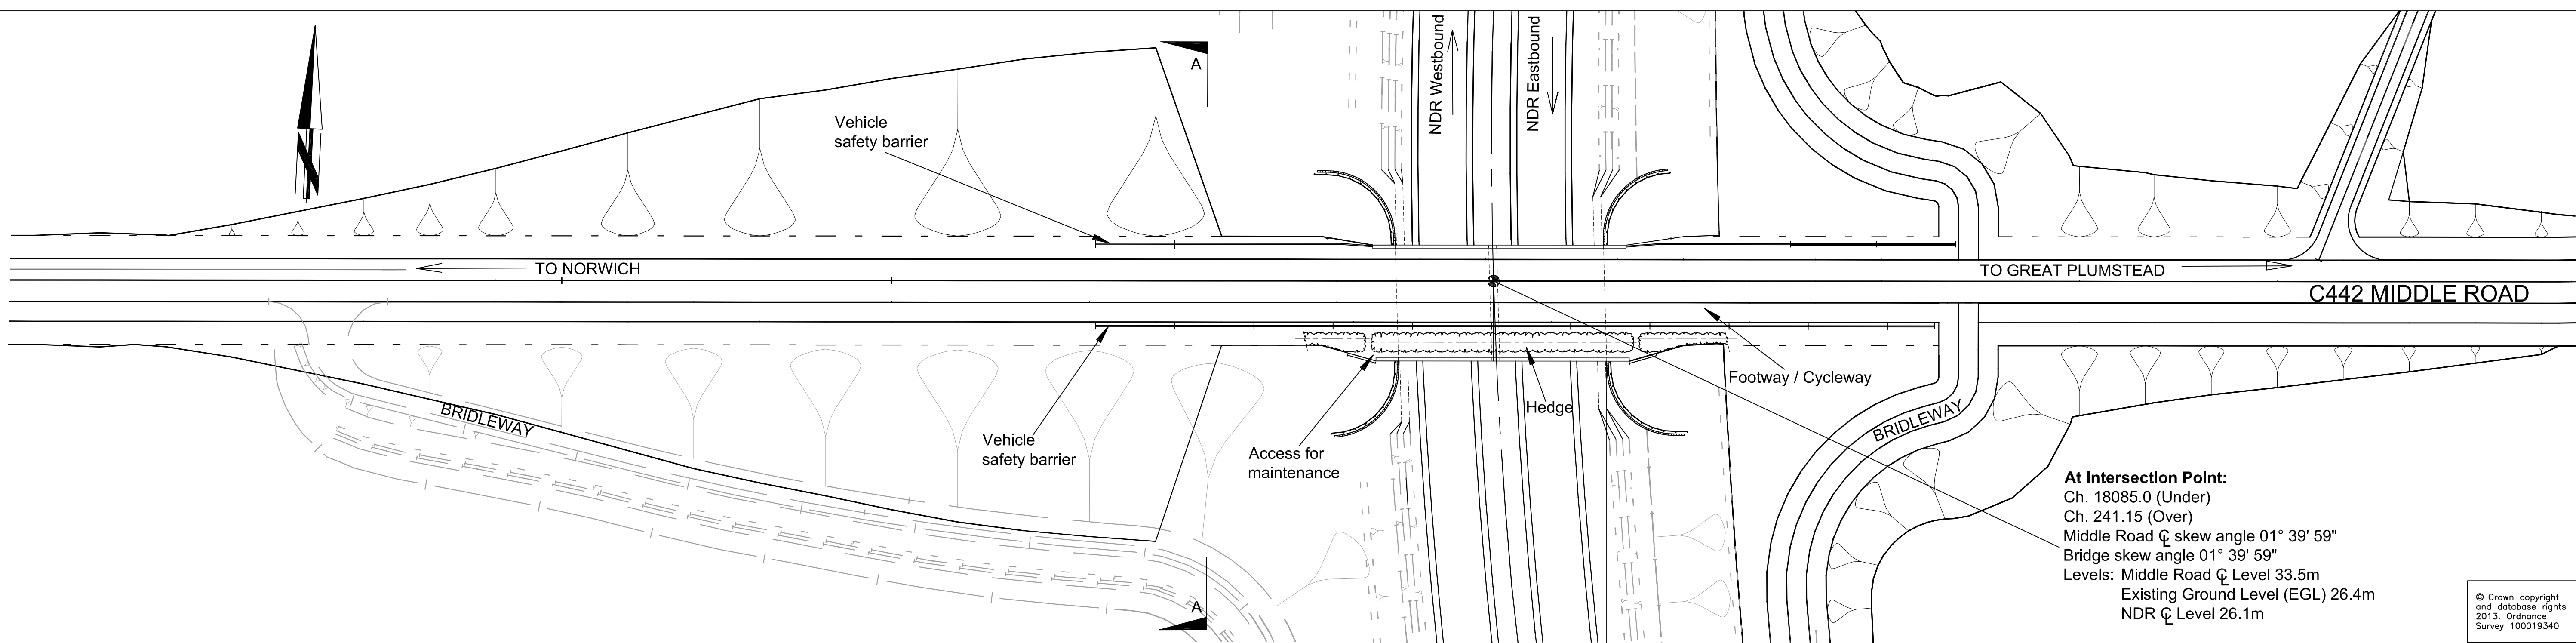 N
A
NDR Westbound
NDR Eastbound
Vehicle
safety barrier
TO NORWICH
TO GREAT PLUMSTEAD
C442 MIDDLE ROAD
Footway / Cycleway
Hedge
BRIDLEWAY
BRIDLEWAY
Vehicle
safety barrier
Access for
maintenance
At Intersection Point:
Ch. 18085.0 (Under)
Ch. 241.15 (Over)
Middle Road ℄ skew angle 01° 39' 59"
Bridge skew angle 01° 39' 59"
Levels: Middle Road ℄ Level 33.5m
Existing Ground Level (EGL) 26.4m
NDR ℄ Level 26.1m
A
© Crown copyright
and database rights
2013. Ordnance
Survey 100019340